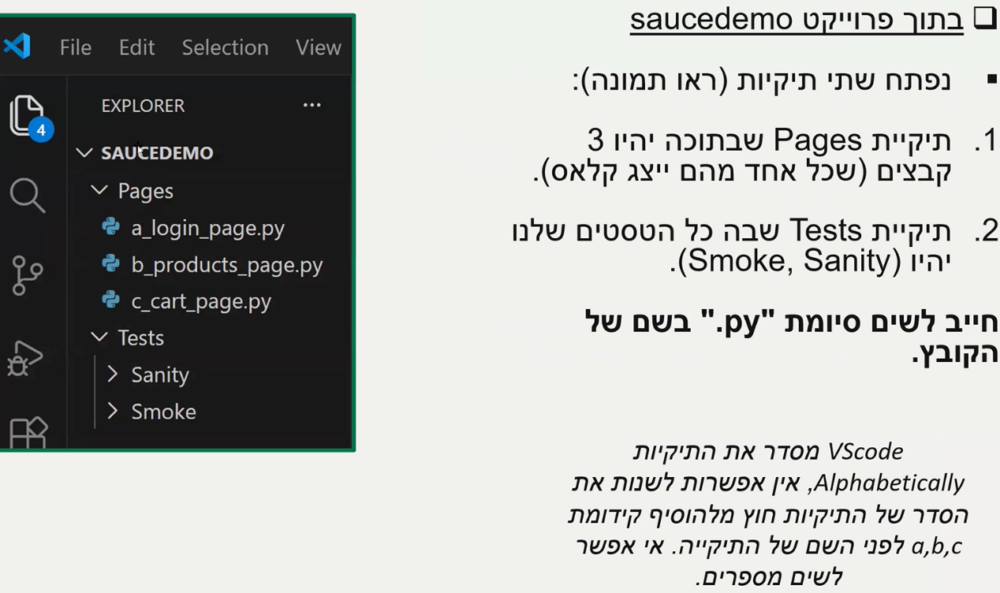 File Edit Selection View
EXPLORER ...
4
SAUCEDEMO
Pages
a_login_page.py
b_products_page.py
c_cart_page.py
Tests
Sanity
Smoke
❑ בתוך פרוייקט saucedemo
▪ נפתח שתי תיקיות (ראו תמונה):
1. תיקיית Pages שבתוכה יהיו 3
קבצים (שכל אחד מהם ייצג קלאס).
2. תיקיית Tests שבה כל הטסטים שלנו
יהיו (Smoke, Sanity).
חייב לשים סיומת "py." בשם של
הקובץ.
VScode מסדר את התיקיות
Alphabetically, אין אפשרות לשנות את
הסדר של התיקיות חוץ מלהוסיף קידומת
a,b,c לפני השם של התיקייה. אי אפשר
לשים מספרים.